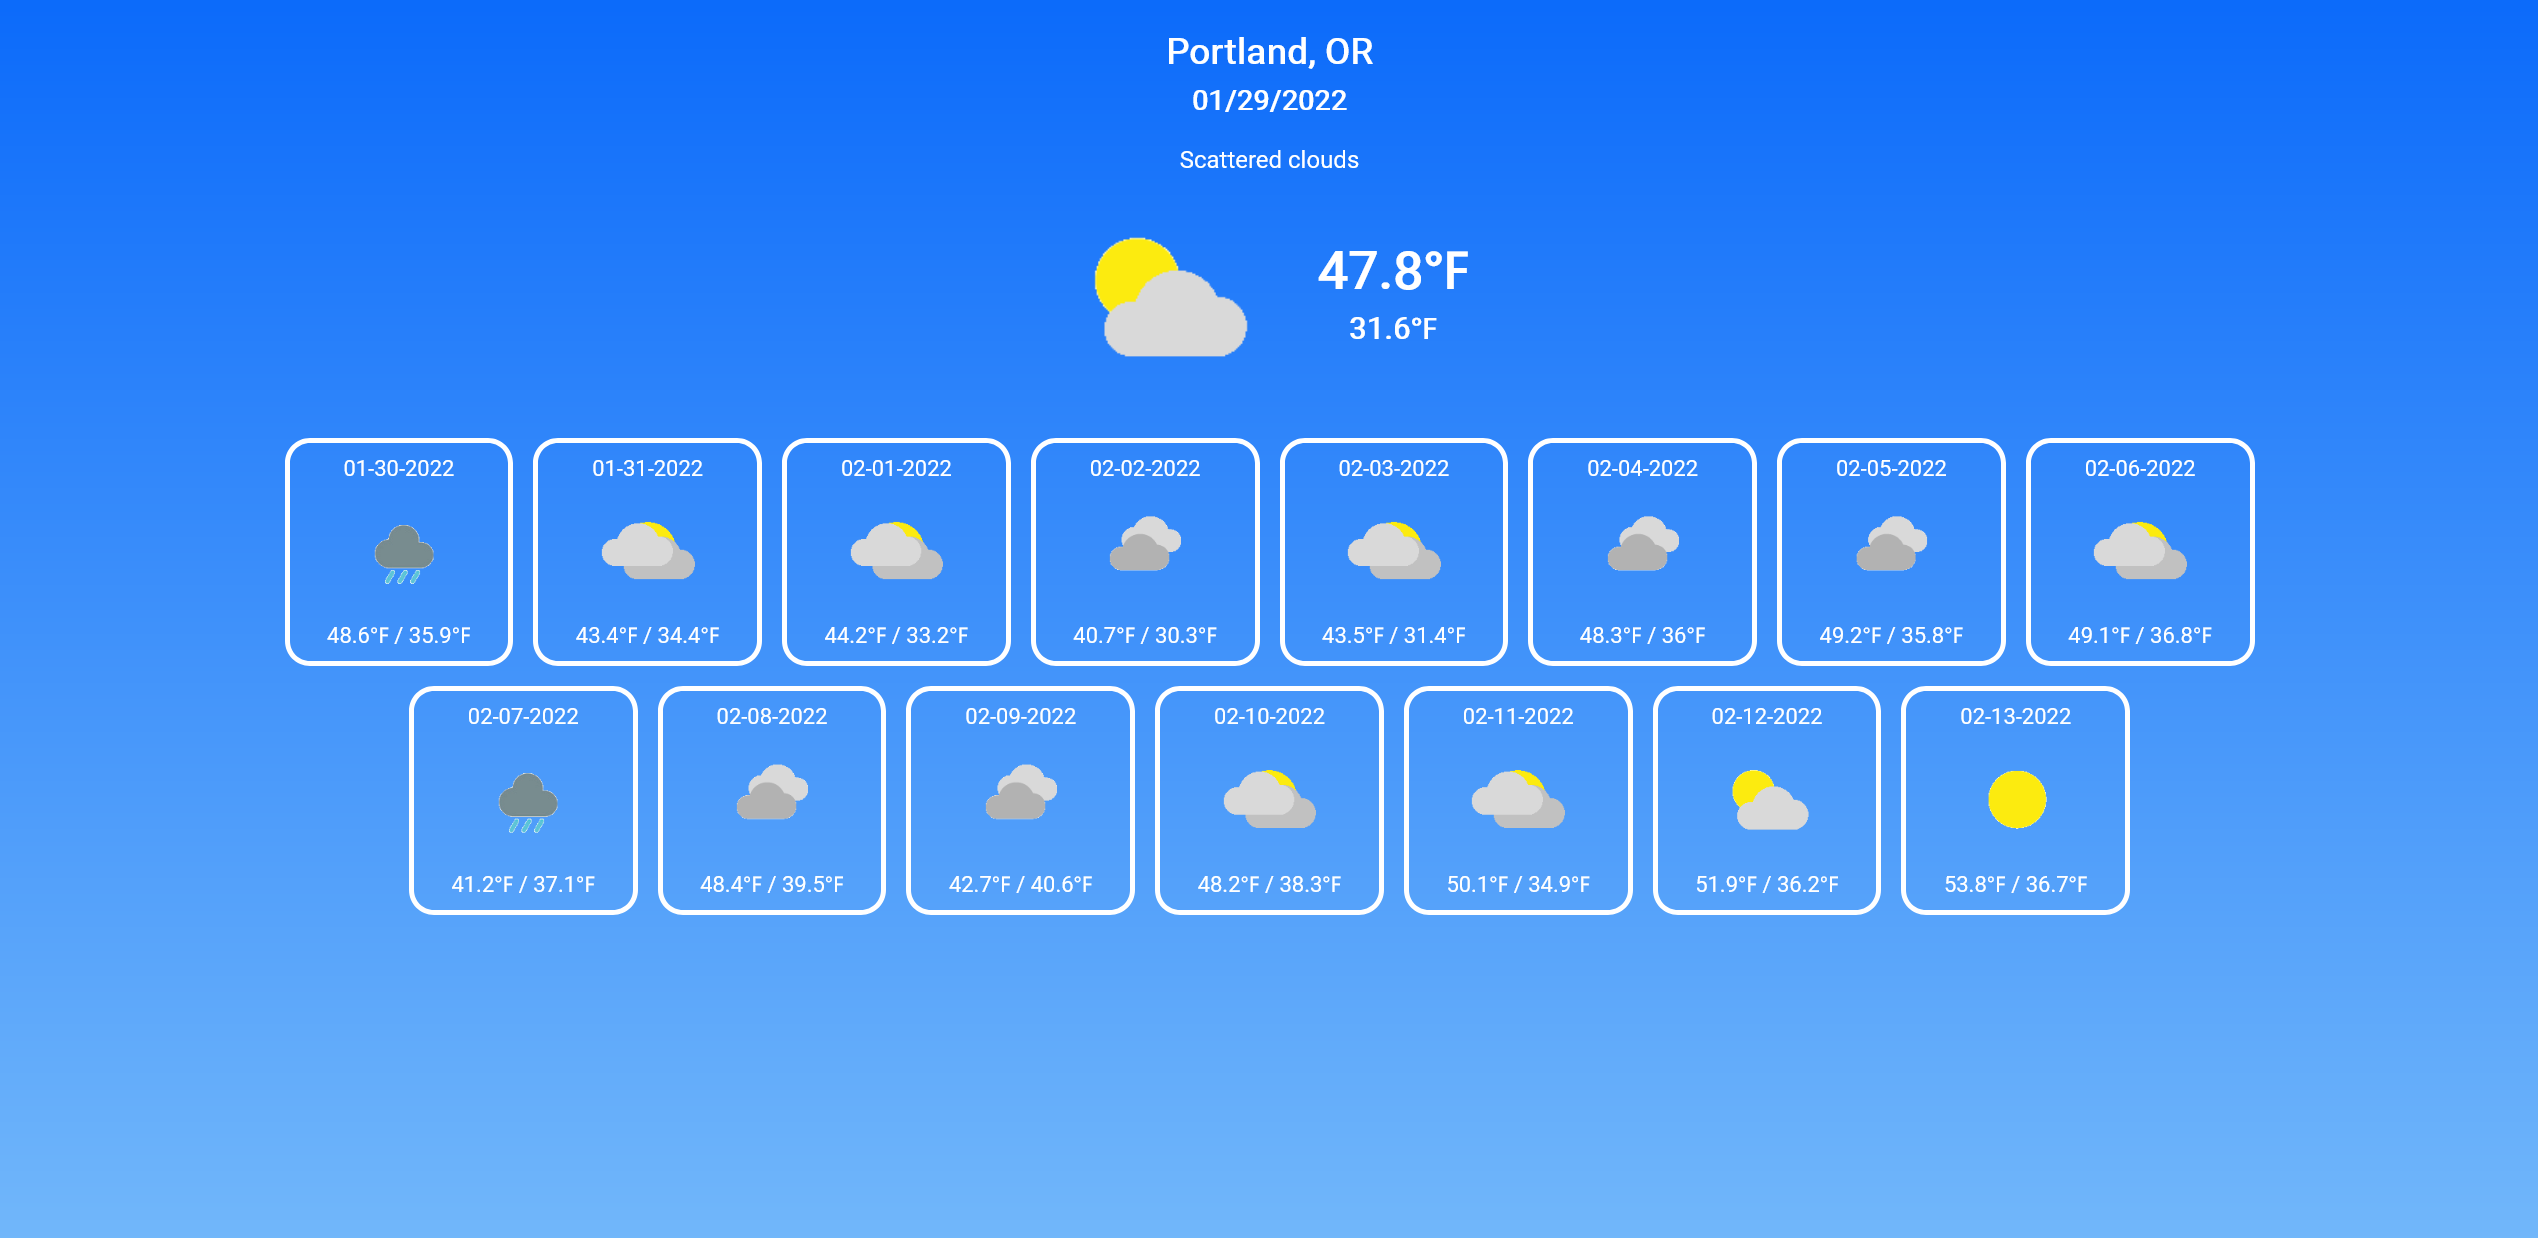 Portland, OR
01/29/2022
Scattered clouds
47.8°F
31.6°F
01-30-2022
48.6°F / 35.9°F
01-31-2022
43.4°F / 34.4°F
02-01-2022
44.2°F / 33.2°F
02-02-2022
40.7°F / 30.3°F
02-03-2022
43.5°F / 31.4°F
02-04-2022
48.3°F / 36°F
02-05-2022
49.2°F / 35.8°F
02-06-2022
49.1°F / 36.8°F
02-07-2022
41.2°F / 37.1°F
02-08-2022
48.4°F / 39.5°F
02-09-2022
42.7°F / 40.6°F
02-10-2022
48.2°F / 38.3°F
02-11-2022
50.1°F / 34.9°F
02-12-2022
51.9°F / 36.2°F
02-13-2022
53.8°F / 36.7°F